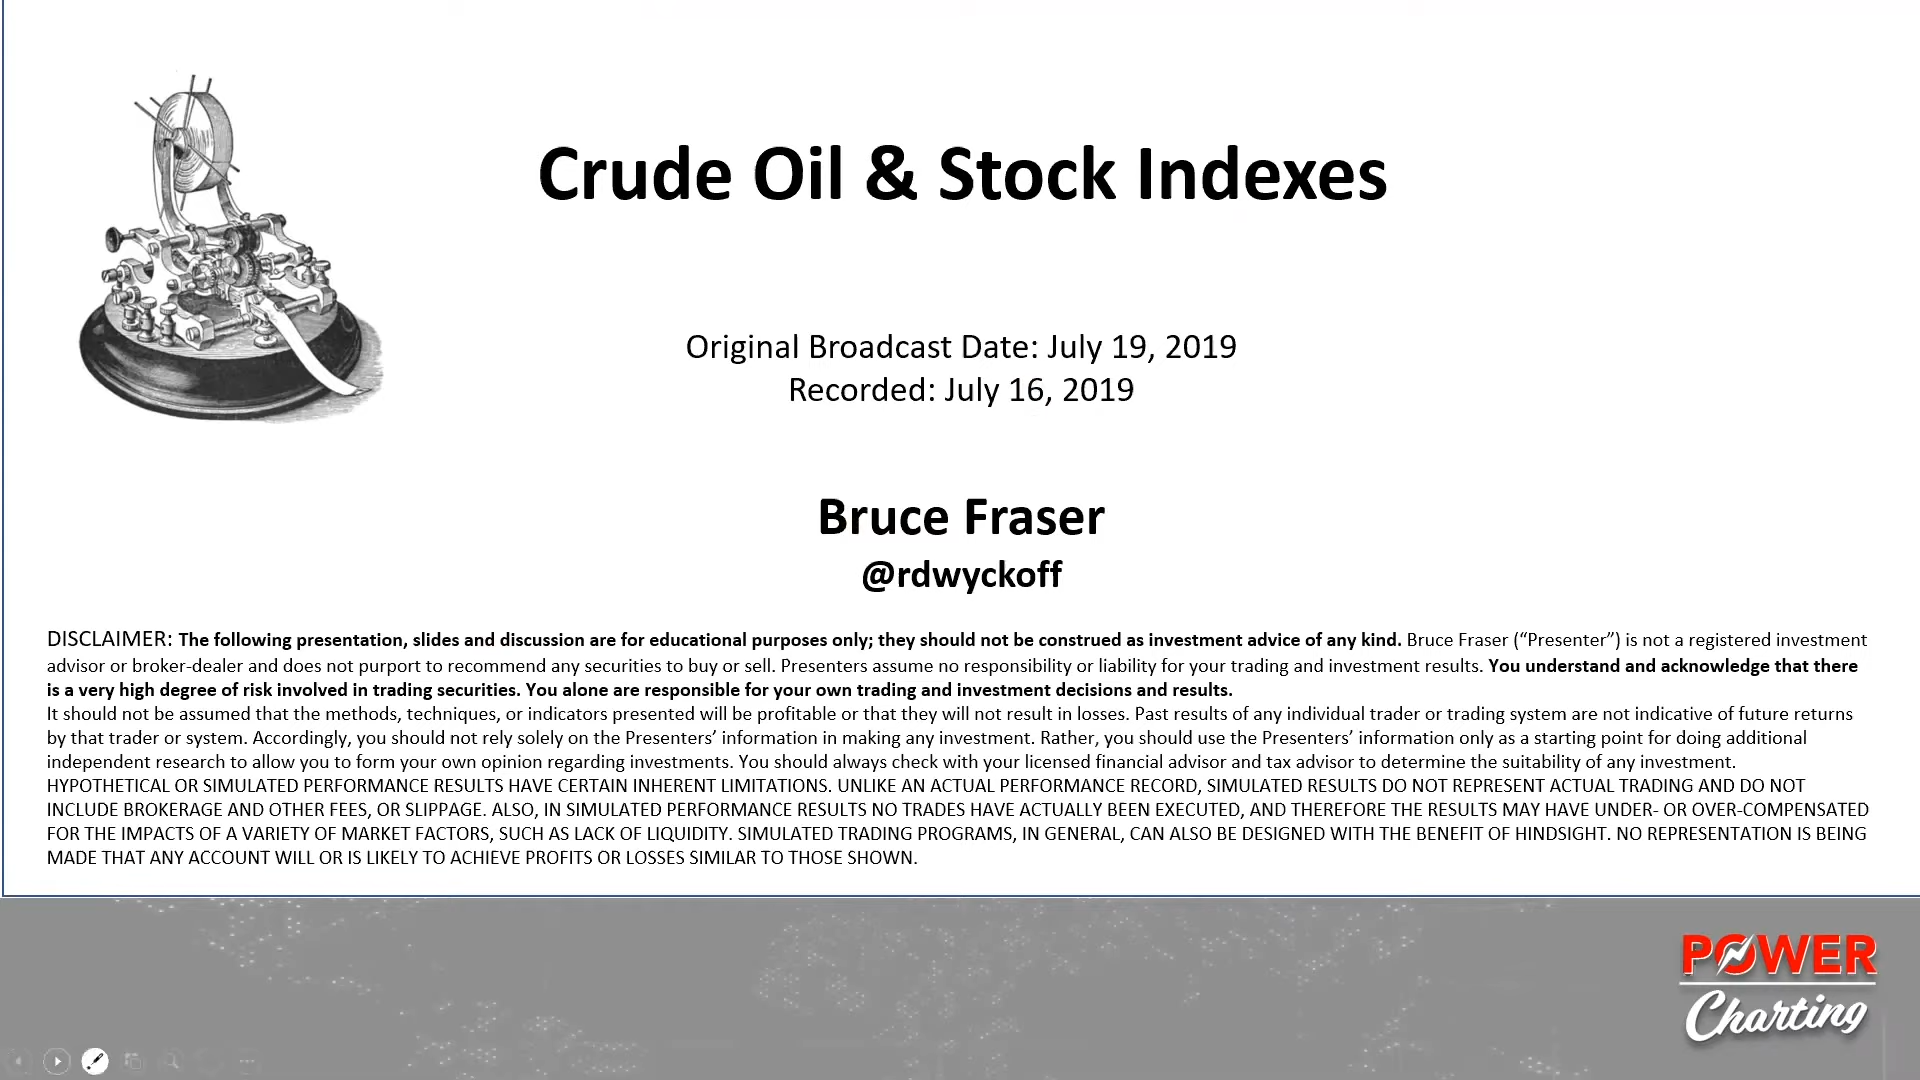 Crude Oil & Stock Indexes
Original Broadcast Date: July 19, 2019
Recorded: July 16, 2019
Bruce Fraser
@rdwyckoff
DISCLAIMER: The following presentation, slides and discussion are for educational purposes only; they should not be construed as investment advice of any kind. Bruce Fraser (“Presenter”) is not a registered investment
advisor or broker-dealer and does not purport to recommend any securities to buy or sell. Presenters assume no responsibility or liability for your trading and investment results. You understand and acknowledge that there
is a very high degree of risk involved in trading securities. You alone are responsible for your own trading and investment decisions and results.
It should not be assumed that the methods, techniques, or indicators presented will be profitable or that they will not result in losses. Past results of any individual trader or trading system are not indicative of future returns
by that trader or system. Accordingly, you should not rely solely on the Presenters’ information in making any investment. Rather, you should use the Presenters’ information only as a starting point for doing additional
independent research to allow you to form your own opinion regarding investments. You should always check with your licensed financial advisor and tax advisor to determine the suitability of any investment.
HYPOTHETICAL OR SIMULATED PERFORMANCE RESULTS HAVE CERTAIN INHERENT LIMITATIONS. UNLIKE AN ACTUAL PERFORMANCE RECORD, SIMULATED RESULTS DO NOT REPRESENT ACTUAL TRADING AND DO NOT
INCLUDE BROKERAGE AND OTHER FEES, OR SLIPPAGE. ALSO, IN SIMULATED PERFORMANCE RESULTS NO TRADES HAVE ACTUALLY BEEN EXECUTED, AND THEREFORE THE RESULTS MAY HAVE UNDER- OR OVER-COMPENSATED
FOR THE IMPACTS OF A VARIETY OF MARKET FACTORS, SUCH AS LACK OF LIQUIDITY. SIMULATED TRADING PROGRAMS, IN GENERAL, CAN ALSO BE DESIGNED WITH THE BENEFIT OF HINDSIGHT. NO REPRESENTATION IS BEING
MADE THAT ANY ACCOUNT WILL OR IS LIKELY TO ACHIEVE PROFITS OR LOSSES SIMILAR TO THOSE SHOWN.
POWER
Charting